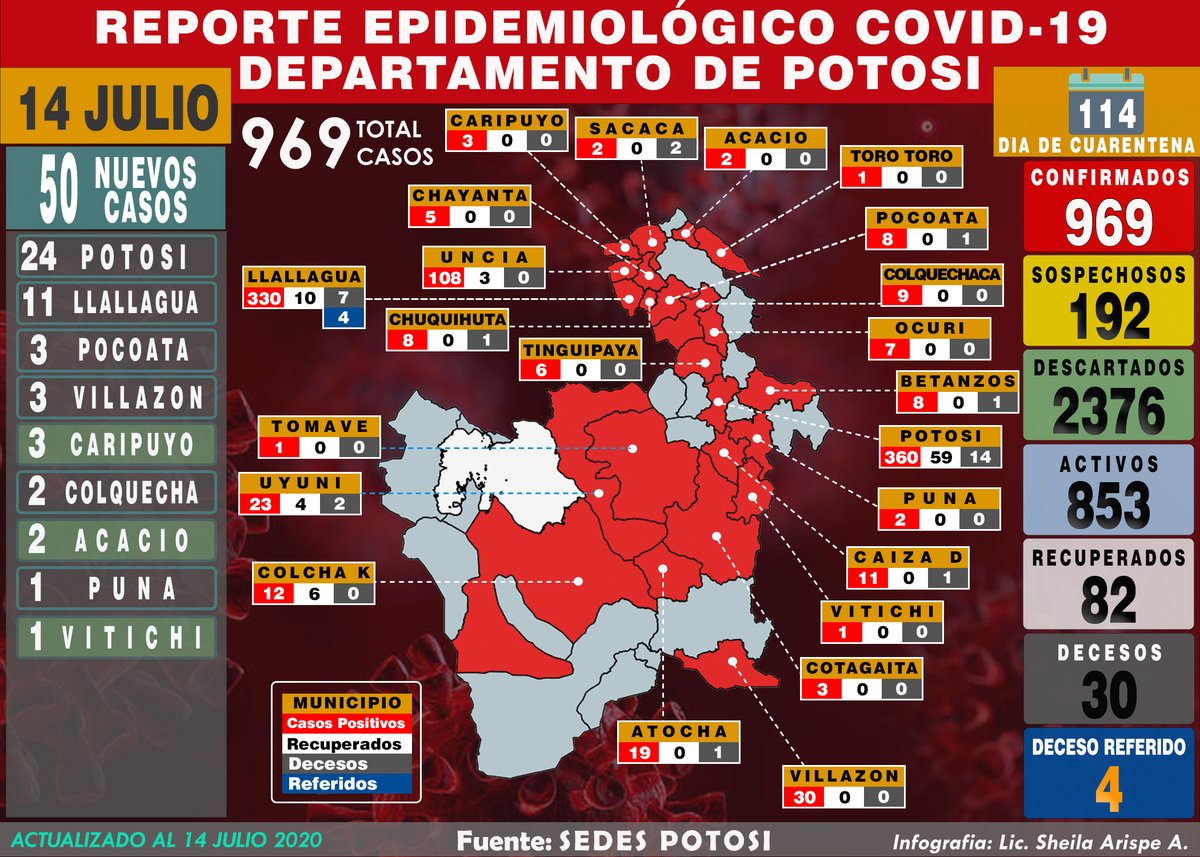 REPORTE EPIDEMIOLÓGICO COVID-19
DEPARTAMENTO DE POTOSI
14 JULIO
50 NUEVOS CASOS
24 POTOSI
11 LLALLAGUA
3 POCOATA
3 VILLAZON
3 CARIPUYO
2 COLQUECHA
2 ACACIO
1 PUNA
1 VITICHI
969 TOTAL CASOS
CARIPUYO
3 0 0
SACACA
2 0 2
ACACIO
2 0 0
TORO TORO
1 0 0
CHAYANTA
5 0 0
POCOATA
8 0 1
UNCIA
108 3 0
COLQUECHACA
9 0 0
LLALLAGUA
330 10 7
4
CHUQUIHUTA
8 0 1
OCURI
7 0 0
TINGUIPAYA
6 0 0
BETANZOS
8 0 1
TOMAVE
1 0 0
POTOSI
360 59 14
UYUNI
23 4 2
PUNA
2 0 0
COLCHA K
12 6 0
CAIZA D
11 0 1
VITICHI
1 0 0
COTAGAITA
3 0 0
ATOCHA
19 0 1
VILLAZON
30 0 0
MUNICIPIO
Casos Positivos
Recuperados
Decesos
Referidos
114
DIA DE CUARENTENA
CONFIRMADOS
969
SOSPECHOSOS
192
DESCARTADOS
2376
ACTIVOS
853
RECUPERADOS
82
DECESOS
30
DECESO REFERIDO
4
ACTUALIZADO AL 14 JULIO 2020
Fuente: SEDES POTOSI
Infografia: Lic. Sheila Arispe A.